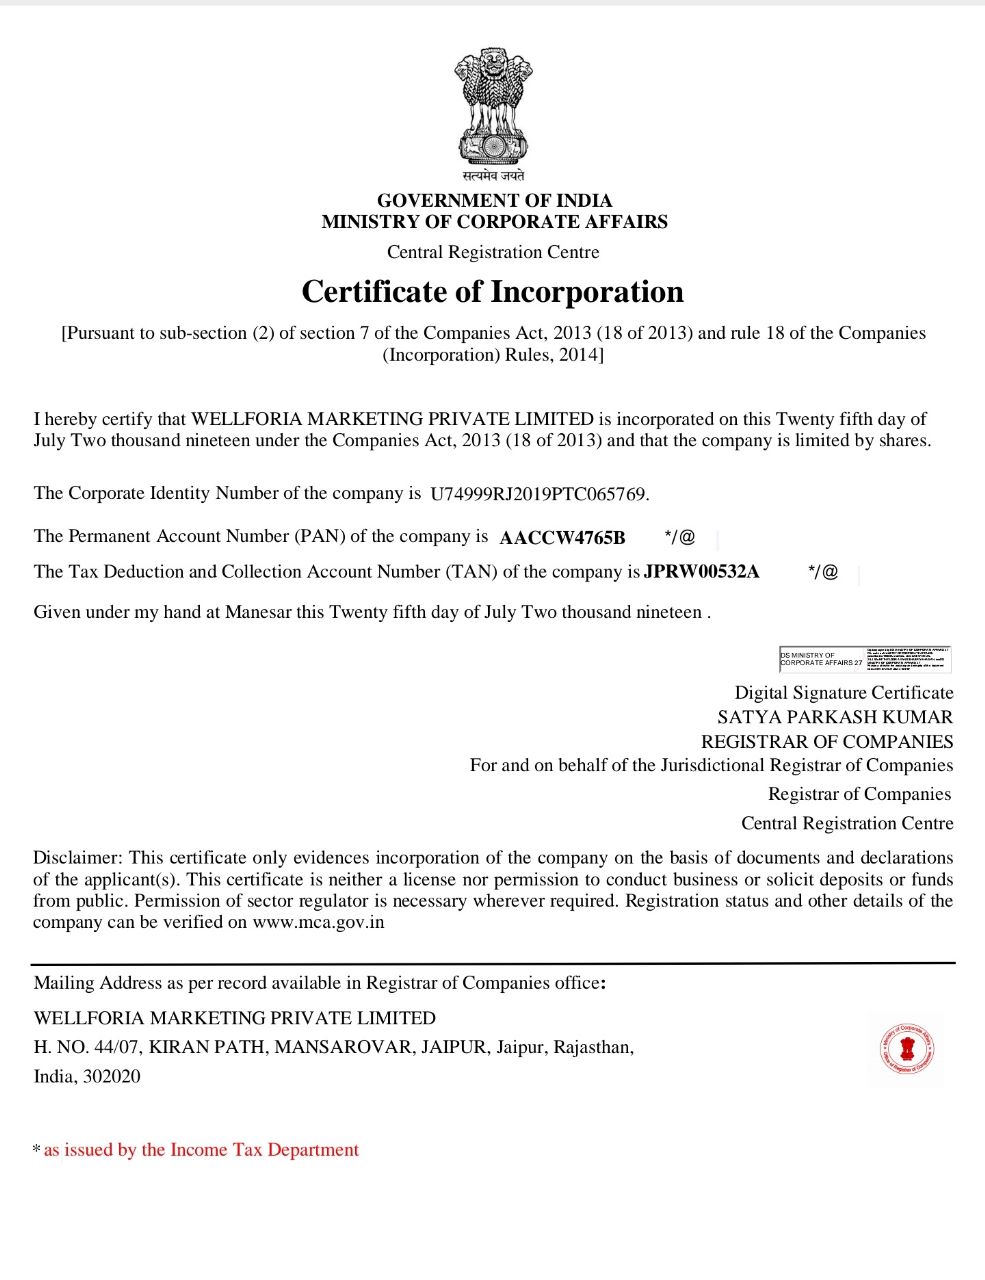 सत्यमेव जयते
GOVERNMENT OF INDIA
MINISTRY OF CORPORATE AFFAIRS
Central Registration Centre
Certificate of Incorporation
[Pursuant to sub-section (2) of section 7 of the Companies Act, 2013 (18 of 2013) and rule 18 of the Companies
(Incorporation) Rules, 2014]
I hereby certify that WELLFORIA MARKETING PRIVATE LIMITED is incorporated on this Twenty fifth day of
July Two thousand nineteen under the Companies Act, 2013 (18 of 2013) and that the company is limited by shares.
The Corporate Identity Number of the company is U74999RJ2019PTC065769.
The Permanent Account Number (PAN) of the company is AACCW4765B */@
The Tax Deduction and Collection Account Number (TAN) of the company is JPRW00532A */@
Given under my hand at Manesar this Twenty fifth day of July Two thousand nineteen .
DS MINISTRY OF
CORPORATE AFFAIRS 27
Digital Signature Certificate
SATYA PARKASH KUMAR
REGISTRAR OF COMPANIES
For and on behalf of the Jurisdictional Registrar of Companies
Registrar of Companies
Central Registration Centre
Disclaimer: This certificate only evidences incorporation of the company on the basis of documents and declarations
of the applicant(s). This certificate is neither a license nor permission to conduct business or solicit deposits or funds
from public. Permission of sector regulator is necessary wherever required. Registration status and other details of the
company can be verified on www.mca.gov.in
Mailing Address as per record available in Registrar of Companies office:
WELLFORIA MARKETING PRIVATE LIMITED
H. NO. 44/07, KIRAN PATH, MANSAROVAR, JAIPUR, Jaipur, Rajasthan,
India, 302020
Ministry of Corporate Affairs
Office of Registrar of Companies
* as issued by the Income Tax Department